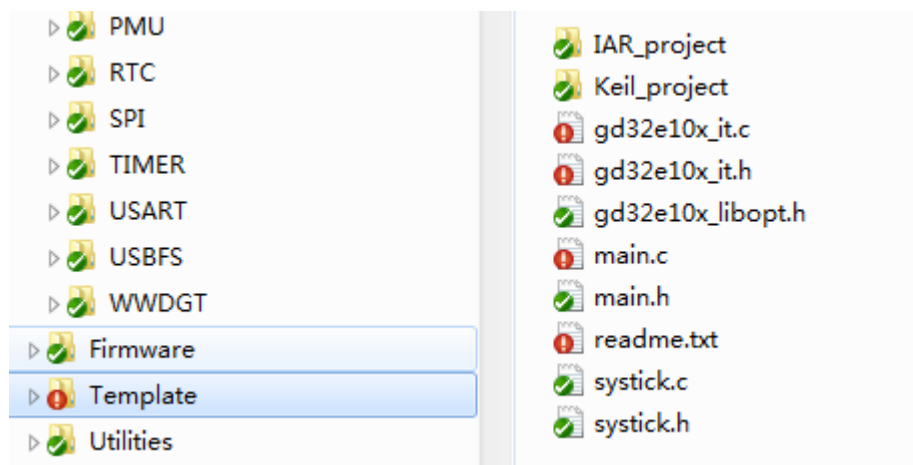 PMU
RTC
SPI
TIMER
USART
USBFS
WWDGT
Firmware
Template
Utilities
IAR_project
Keil_project
gd32e10x_it.c
gd32e10x_it.h
gd32e10x_libopt.h
main.c
main.h
readme.txt
systick.c
systick.h